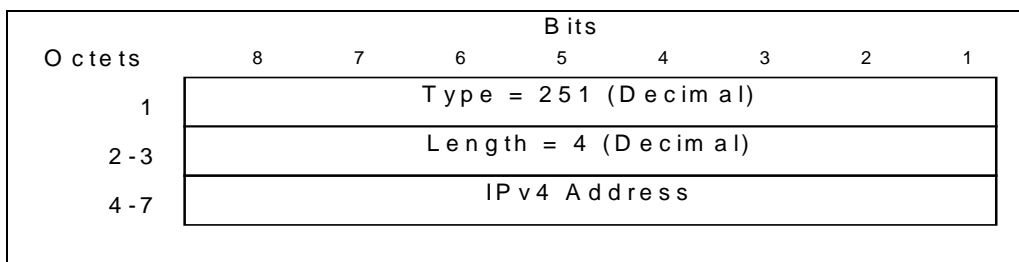 Bits
Octets 8 7 6 5 4 3 2 1
1 Type = 251 (Decimal)
2-3 Length = 4 (Decimal)
4-7 IPv4 Address